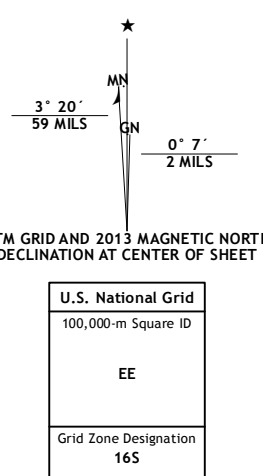 MN
3° 20´
59 MILS
GN
0° 7´
2 MILS
TM GRID AND 2013 MAGNETIC NORTH
DECLINATION AT CENTER OF SHEET
U.S. National Grid
100,000-m Square ID
EE
Grid Zone Designation
16S